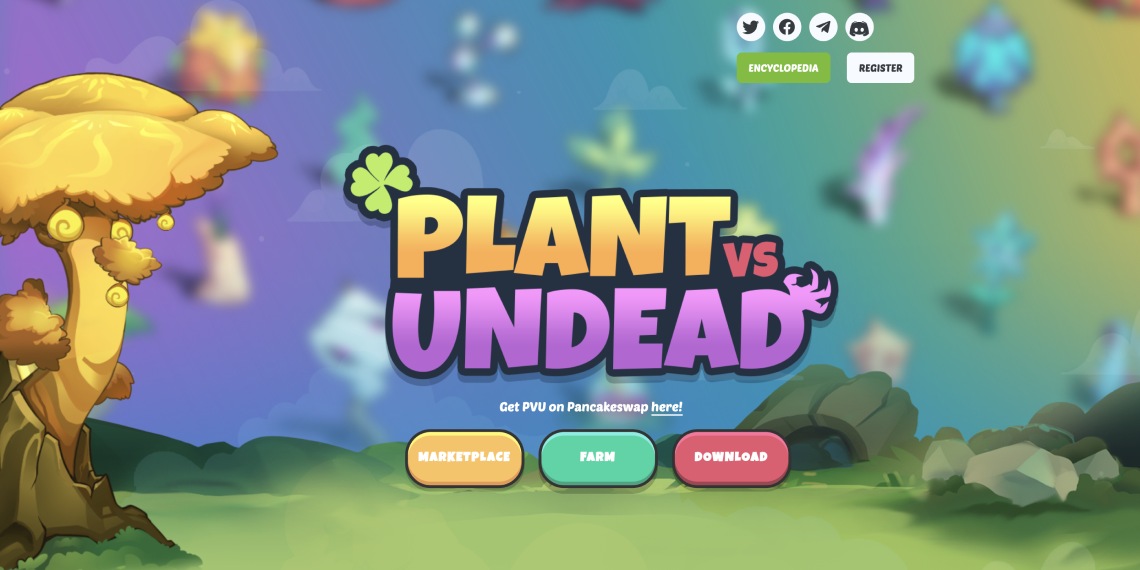 ENCYCLOPEDIA
REGISTER
PLANT
VS
UNDEAD
Get PVU on Pancakeswap here!
MARKETPLACE
FARM
DOWNLOAD